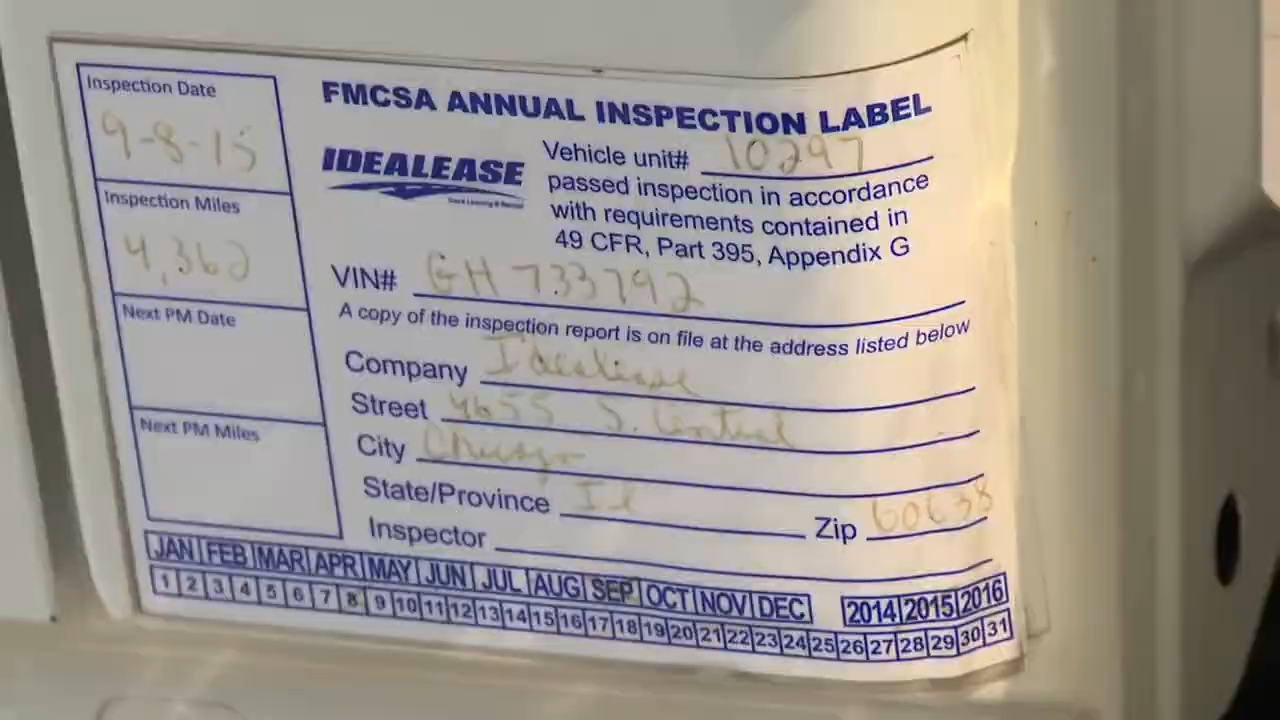 FMCSA ANNUAL INSPECTION LABEL
Inspection Date
9-8-15
Inspection Miles
4,362
Next PM Date
Next PM Miles
IDEALEASE
Vehicle unit# 10297
passed inspection in accordance
with requirements contained in
49 CFR, Part 395, Appendix G
VIN# GH 733792
A copy of the inspection report is on file at the address listed below
Company Idealease
Street 4655 S. Central
City Chicago
State/Province Il Zip 60638
Inspector
JAN FEB MAR APR MAY JUN JUL AUG SEP OCT NOV DEC 2014 2015 2016
1 2 3 4 5 6 7 8 9 10 11 12 13 14 15 16 17 18 19 20 21 22 23 24 25 26 27 28 29 30 31